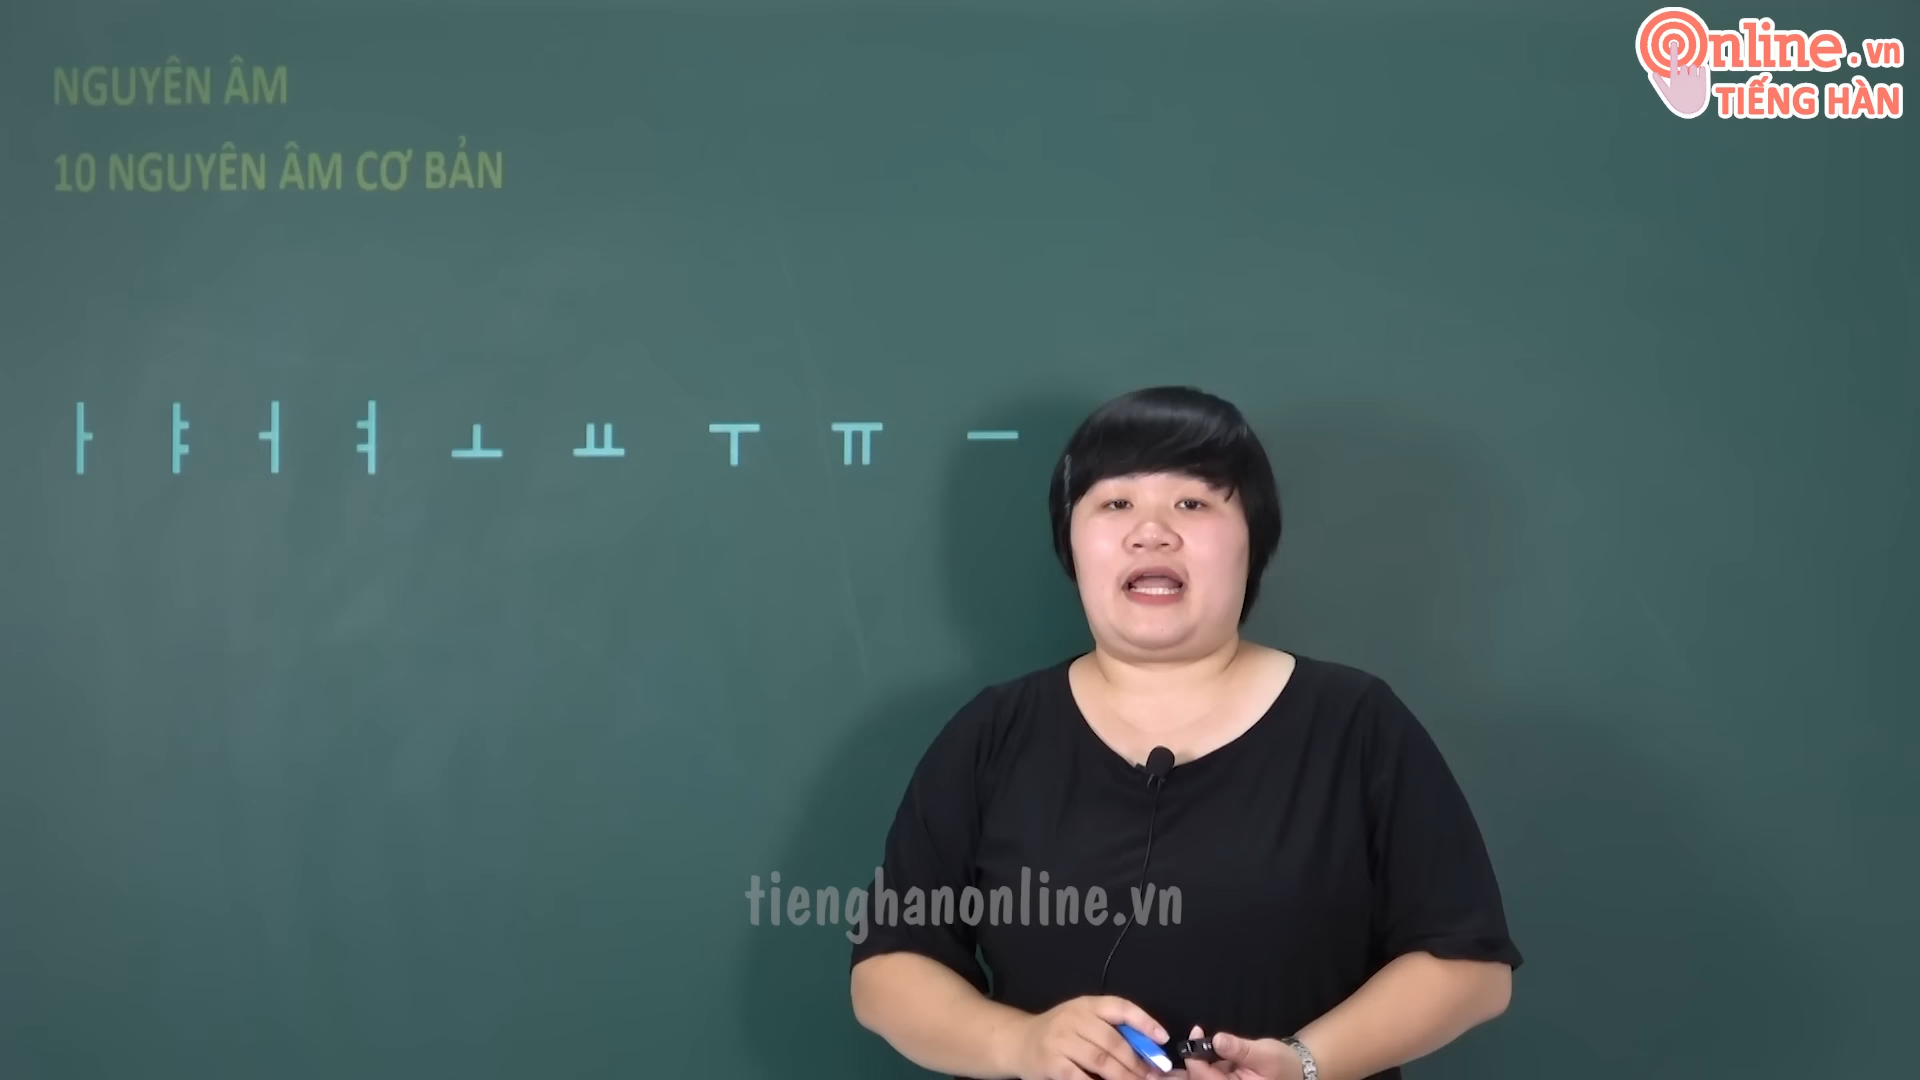 NGUYÊN ÂM
10 NGUYÊN ÂM CƠ BẢN
Online.vn
TIẾNG HÀN
ㅏ ㅑ ㅓ ㅕ ㅗ ㅛ ㅜ ㅠ ㅡ
tienghanonline.vn